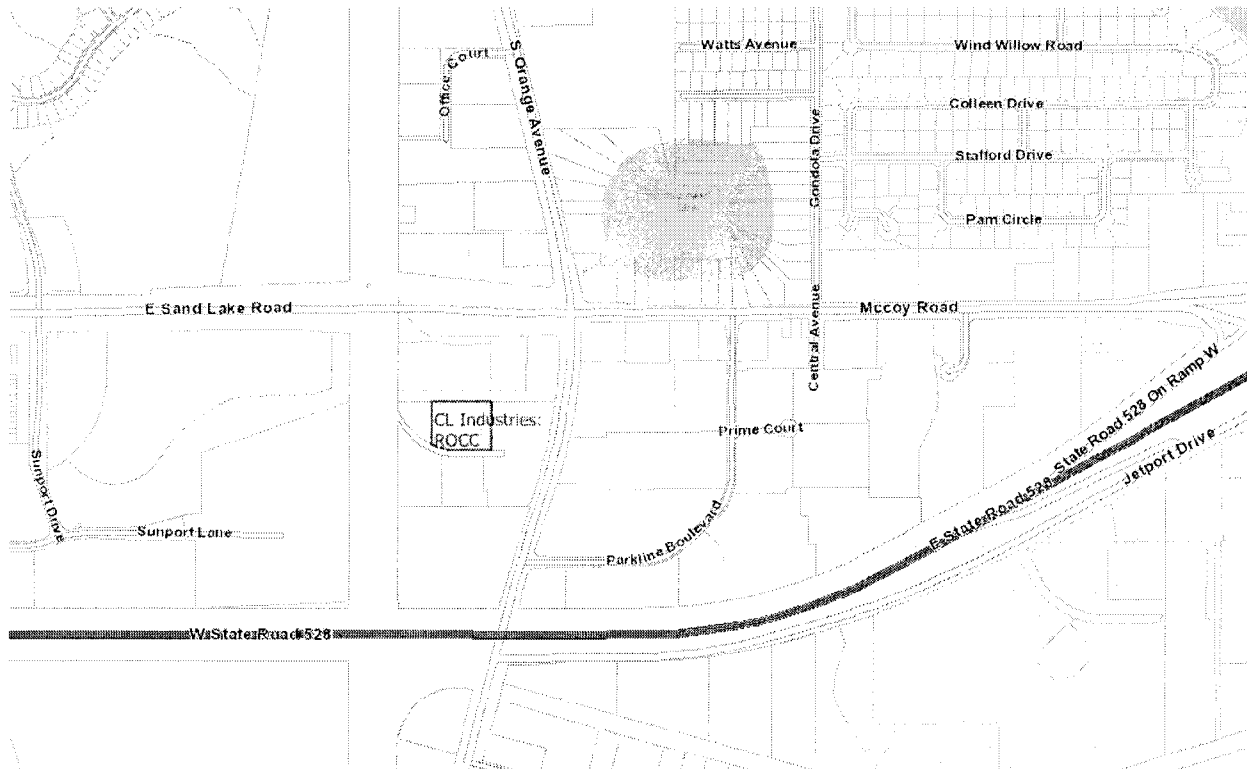 Watts Avenue
Wind Willow Road
Office Court
S Orange Avenue
Colleen Drive
Gondola Drive
Stafford Drive
Pam Circle
E Sand Lake Road
Mccoy Road
Central Avenue
CL Industries:
ROCC
Prime Court
State Road 528 On Ramp W
Jetport Drive
Sunport Drive
E State Road 528
Sunport Lane
Parkline Boulevard
W State Road 528